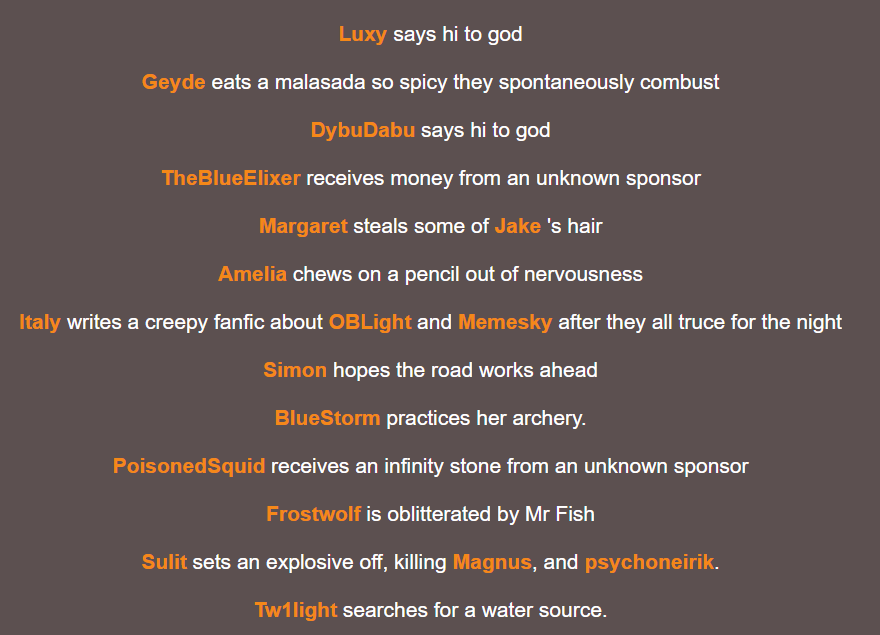 Luxy says hi to god
Geyde eats a malasada so spicy they spontaneously combust
DybuDabu says hi to god
TheBlueElixer receives money from an unknown sponsor
Margaret steals some of Jake 's hair
Amelia chews on a pencil out of nervousness
Italy writes a creepy fanfic about OBLight and Memesky after they all truce for the night
Simon hopes the road works ahead
BlueStorm practices her archery.
PoisonedSquid receives an infinity stone from an unknown sponsor
Frostwolf is oblitterated by Mr Fish
Sulit sets an explosive off, killing Magnus, and psychoneirik.
Tw1light searches for a water source.